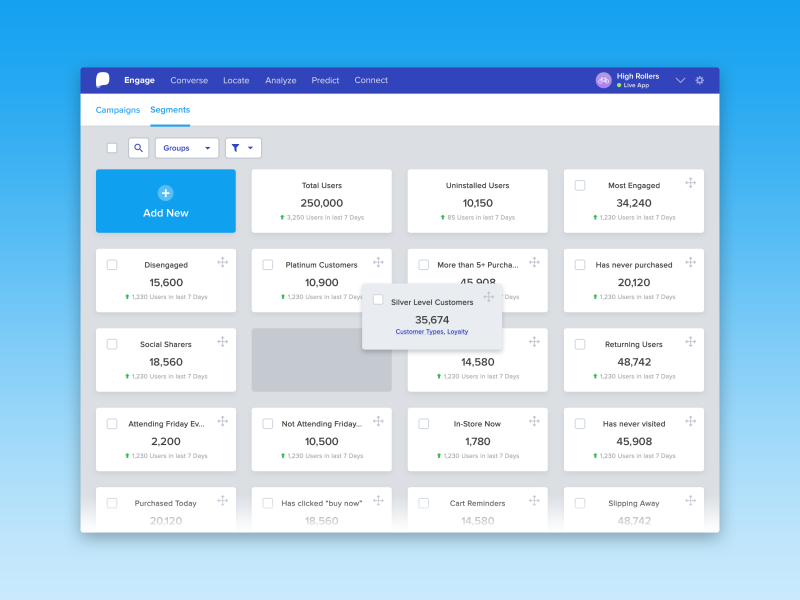 Engage Converse Locate Analyze Predict Connect
High Rollers
Live App
Campaigns Segments
Groups
Add New
Total Users
250,000
3,250 Users in last 7 Days
Uninstalled Users
10,150
85 Users in last 7 Days
Most Engaged
34,240
1,230 Users in last 7 Days
Disengaged
15,600
1,230 Users in last 7 Days
Platinum Customers
10,900
1,230 Users in last 7 Days
More than 5+ Purcha...
45,908
7 Days
Has never purchased
20,120
1,230 Users in last 7 Days
Silver Level Customers
35,674
Customer Types, Loyalty
Social Sharers
18,560
1,230 Users in last 7 Days
14,580
1,230 Users in last 7 Days
Returning Users
48,742
1,230 Users in last 7 Days
Attending Friday Ev...
2,200
1,230 Users in last 7 Days
Not Attending Friday...
10,500
1,230 Users in last 7 Days
In-Store Now
1,780
1,230 Users in last 7 Days
Has never visited
45,908
1,230 Users in last 7 Days
Purchased Today
20,120
Has clicked "buy now"
18,560
Cart Reminders
14,580
Slipping Away
48,742